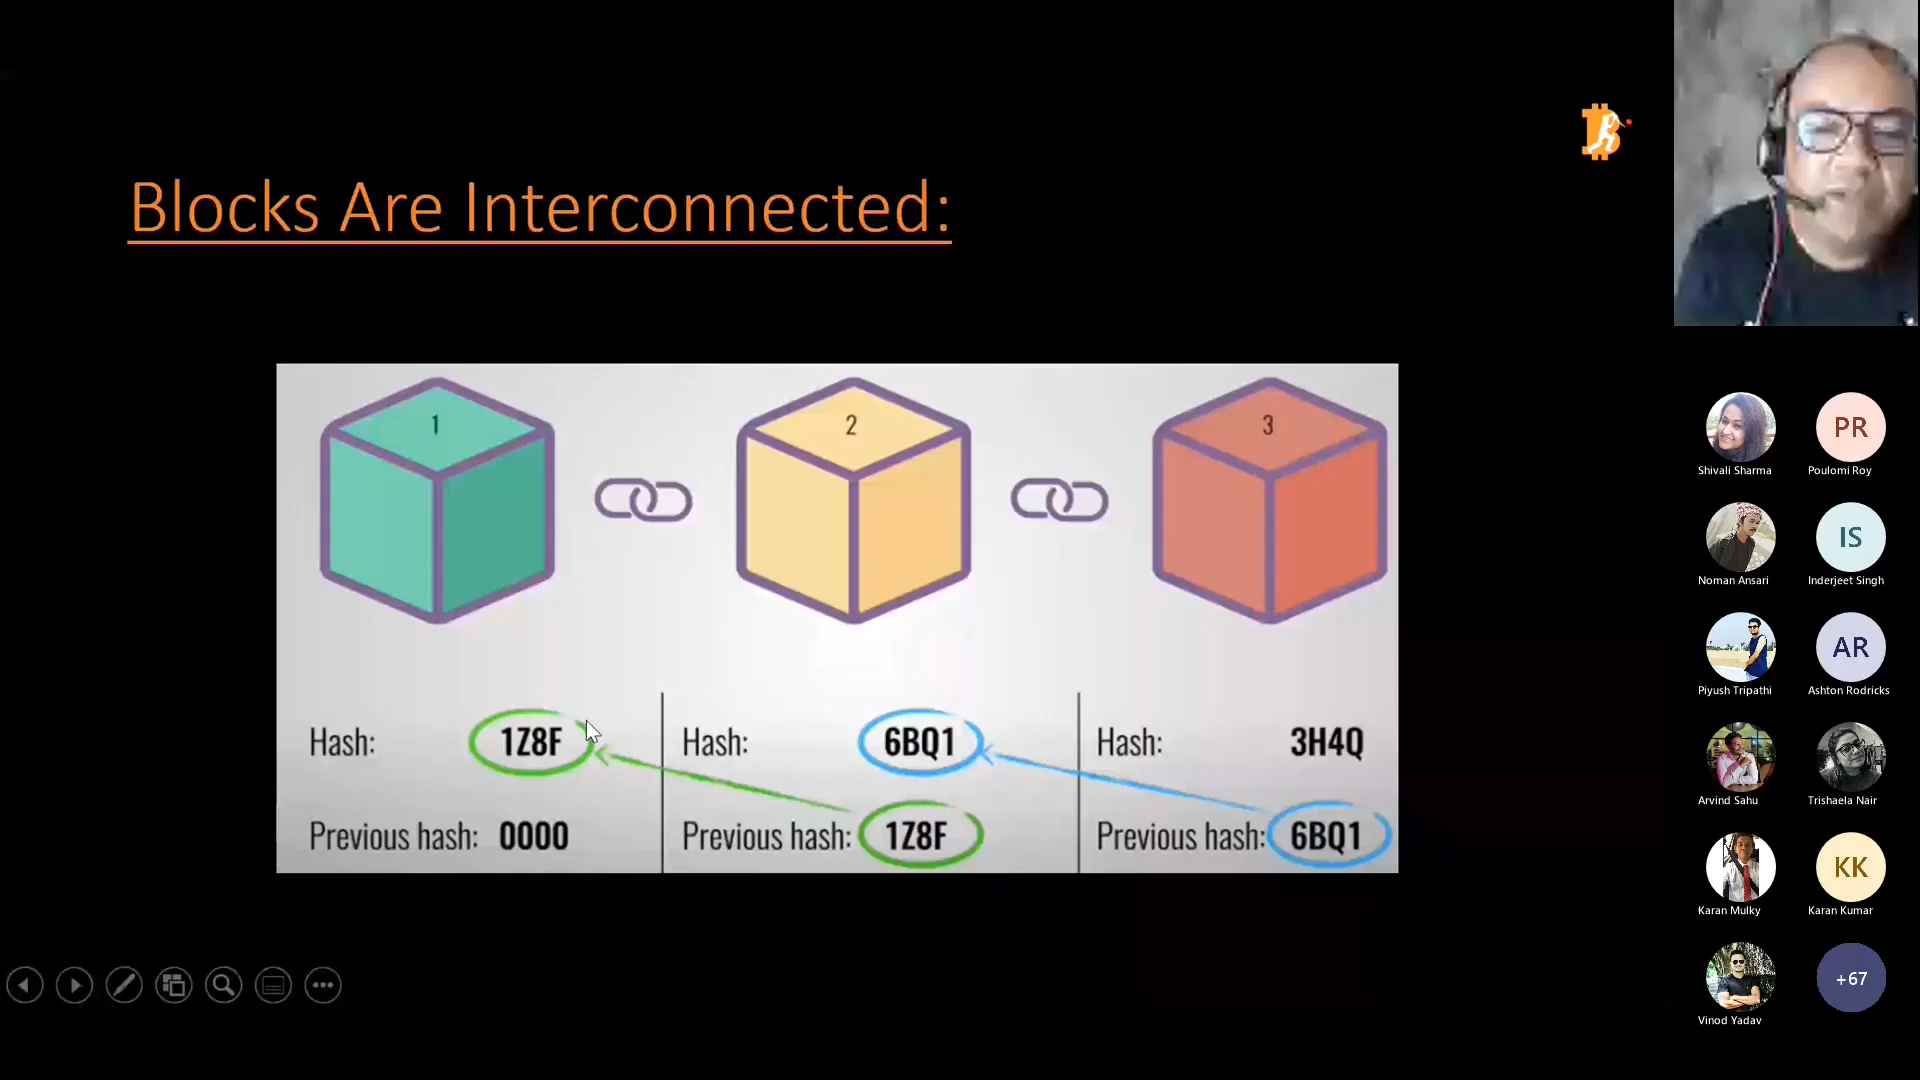 Blocks Are Interconnected:
1
2
3
Hash: 1Z8F
Hash: 6BQ1
Hash: 3H4Q
Previous hash: 0000
Previous hash: 1Z8F
Previous hash: 6BQ1
Shivali Sharma
PR
Poulomi Roy
Noman Ansari
IS
Inderjeet Singh
Piyush Tripathi
AR
Ashton Rodricks
Arvind Sahu
Trishaela Nair
Karan Mulky
KK
Karan Kumar
Vinod Yadav
+67